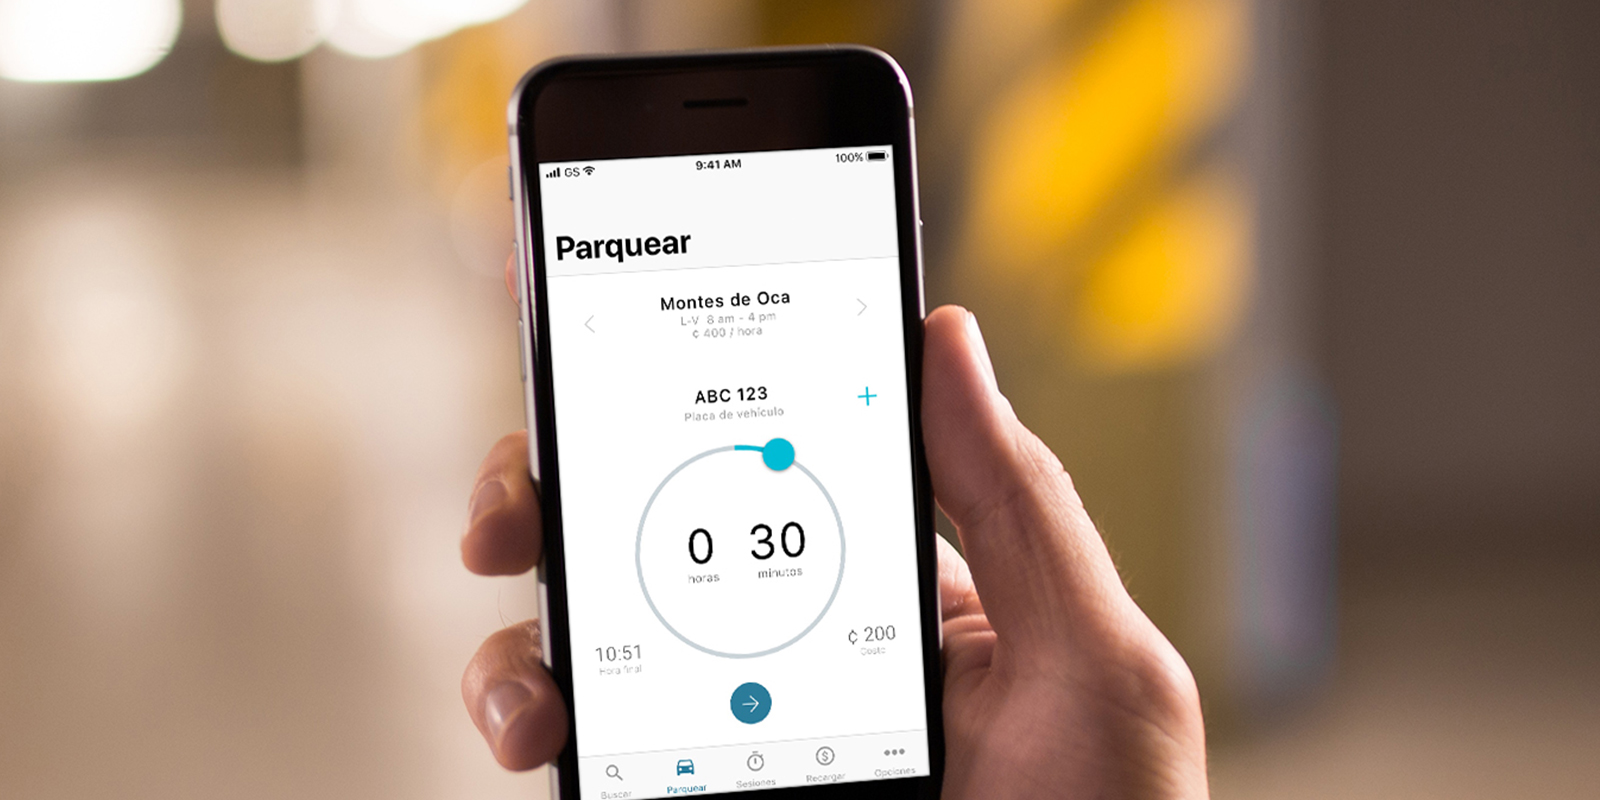 GS 9:41 AM 100%
Parquear
Montes de Oca
L-V 8 am - 4 pm
₡ 400 / hora
ABC 123
Placa de vehículo
0 30
horas minutos
10:51 ₡ 200
Hora final Costo
Buscar Parquear Sesiones Recargar Opciones